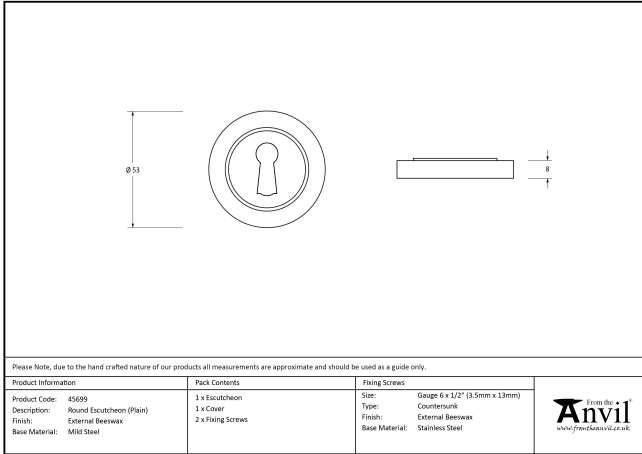 Ø 53
8
Please Note, due to the hand crafted nature of our products all measurements are approximate and should be used as a guide only.
Product Information
Product Code: 45699
Description: Round Escutcheon (Plain)
Finish: External Beeswax
Base Material: Mild Steel
Pack Contents
1 x Escutcheon
1 x Cover
2 x Fixing Screws
Fixing Screws
Size: Gauge 6 x 1/2" (3.5mm x 13mm)
Type: Countersunk
Finish: External Beeswax
Base Material: Stainless Steel
From the
Anvil®
www.fromtheanvil.co.uk